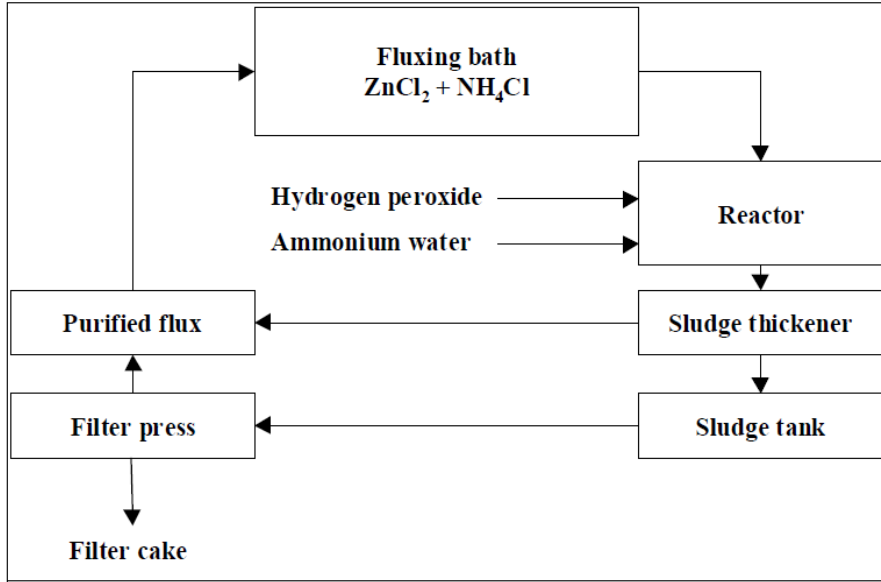 Fluxing bath
ZnCl₂ + NH₄Cl
Hydrogen peroxide
Ammonium water
Reactor
Purified flux
Sludge thickener
Filter press
Sludge tank
Filter cake